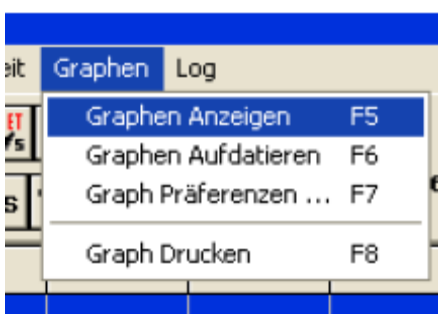 eit Graphen Log
Graphen Anzeigen F5
Graphen Aufdatieren F6
Graph Präferenzen ... F7
Graph Drucken F8